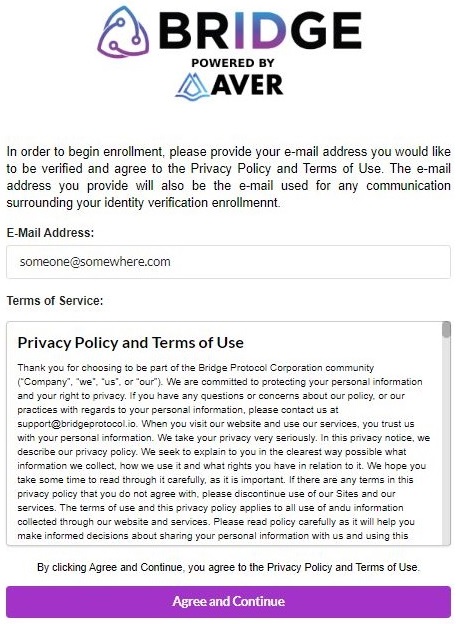 BRIDGE
POWERED BY
AVER
In order to begin enrollment, please provide your e-mail address you would like
to be verified and agree to the Privacy Policy and Terms of Use. The e-mail
address you provide will also be the e-mail used for any communication
surrounding your identity verification enrollmennt.
E-Mail Address:
someone@somewhere.com
Terms of Service:
Privacy Policy and Terms of Use
Thank you for choosing to be part of the Bridge Protocol Corporation community
("Company", "we", "us", or "our"). We are committed to protecting your personal information
and your right to privacy. If you have any questions or concerns about our policy, or our
practices with regards to your personal information, please contact us at
support@bridgeprotocol.io. When you visit our website and use our services, you trust us
with your personal information. We take your privacy very seriously. In this privacy notice, we
describe our privacy policy. We seek to explain to you in the clearest way possible what
information we collect, how we use it and what rights you have in relation to it. We hope you
take some time to read through it carefully, as it is important. If there are any terms in this
privacy policy that you do not agree with, please discontinue use of our Sites and our
services. The terms of use and this privacy policy applies to all use of andu information
collected through our website and services. Please read policy carefully as it will help you
make informed decisions about sharing your personal information with us and using this
By clicking Agree and Continue, you agree to the Privacy Policy and Terms of Use.
Agree and Continue